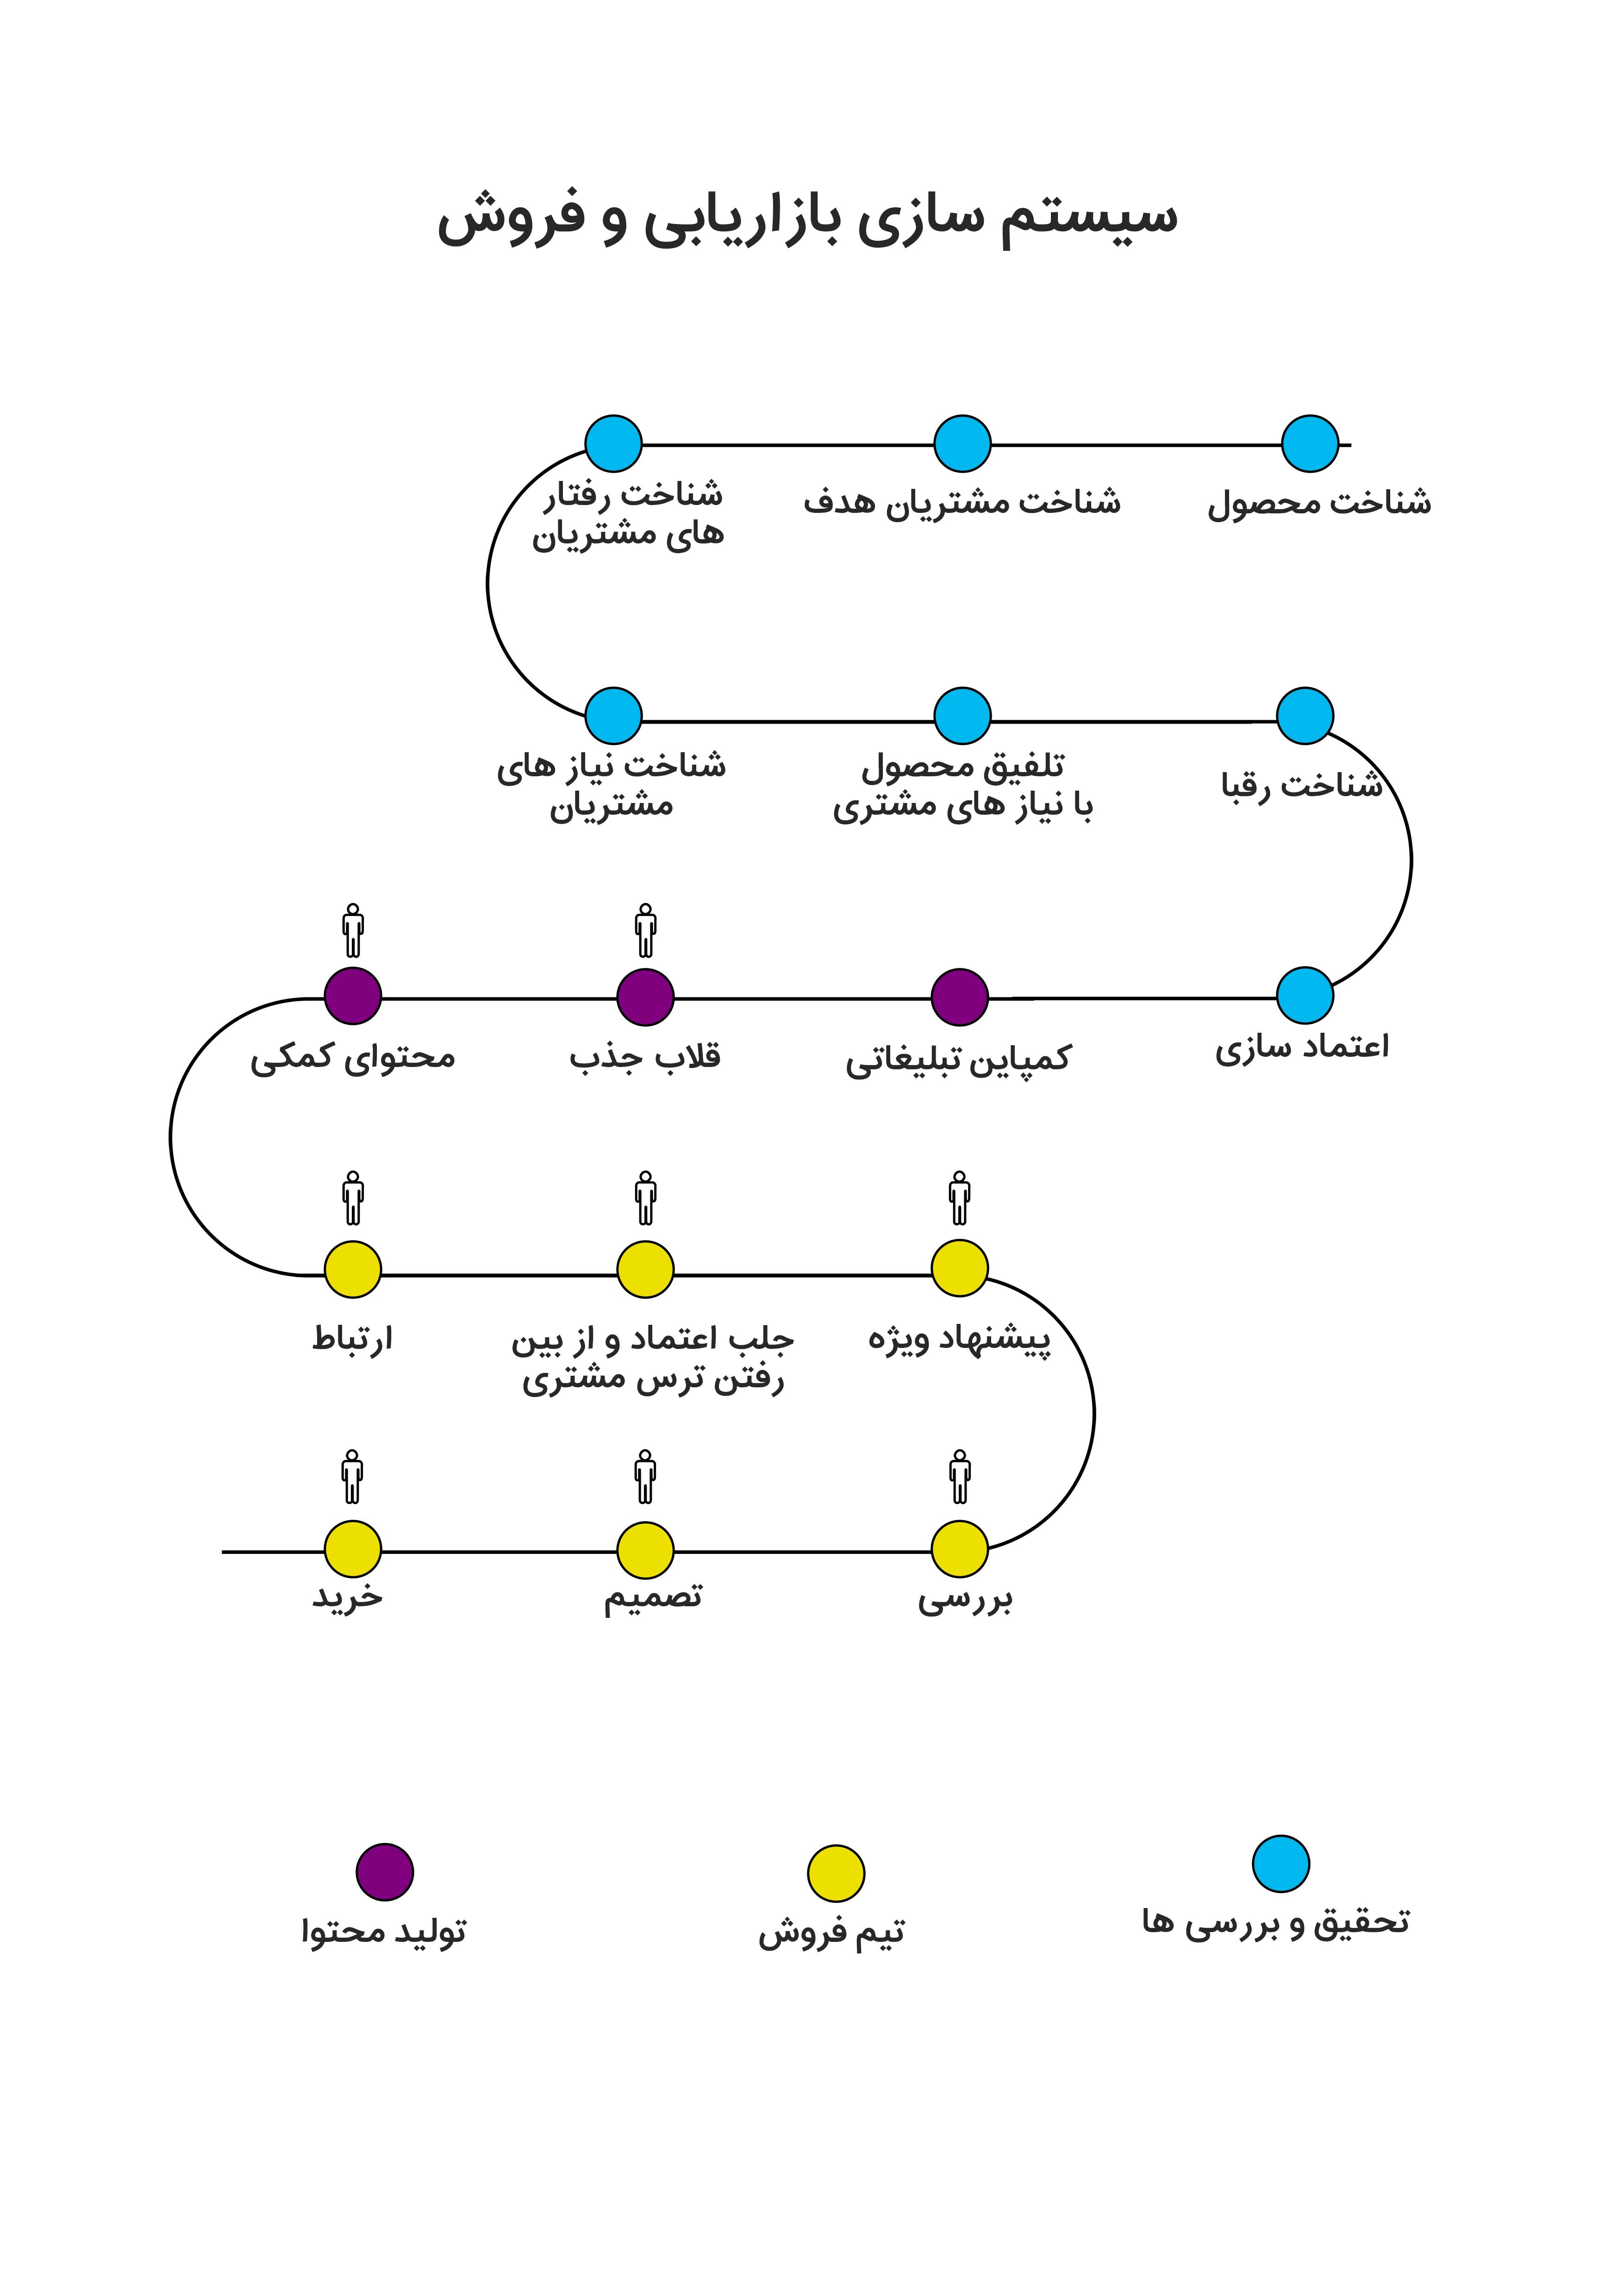 سیستم سازی بازاریابی و فروش
شناخت محصول
شناخت مشتریان هدف
شناخت رفتار
های مشتریان
شناخت نیاز های
مشتریان
تلفیق محصول
با نیاز های مشتری
شناخت رقبا
اعتماد سازی
کمپاین تبلیغاتی
قلاب جذب
محتوای کمکی
ارتباط
جلب اعتماد و از بین
رفتن ترس مشتری
پیشنهاد ویژه
بررسی
تصمیم
خرید
تحقیق و بررسی ها
تیم فروش
تولید محتوا